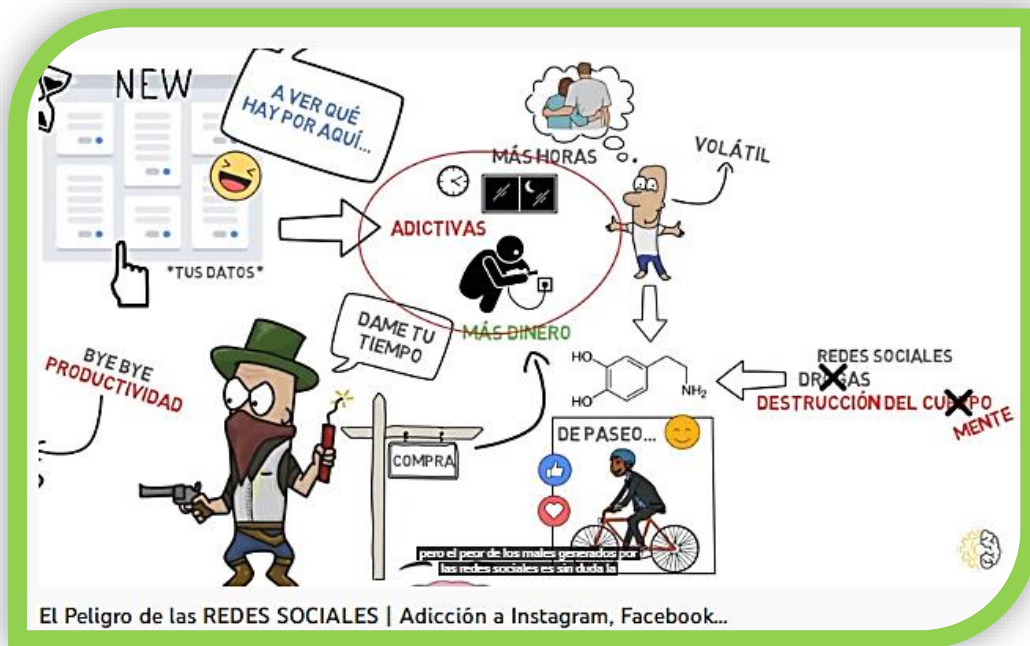 NEW
A VER QUÉ
HAY POR AQUÍ...
*TUS DATOS*
ADICTIVAS
MÁS HORAS
MÁS DINERO
VOLÁTIL
BYE BYE
PRODUCTIVIDAD
DAME TU
TIEMPO
COMPRA
HO
HO
NH₂
REDES SOCIALES
DROGAS
DESTRUCCIÓN DEL CUERPO
MENTE
DE PASEO...
pero el peor de los males generados por
las redes sociales es sin duda la
El Peligro de las REDES SOCIALES | Adicción a Instagram, Facebook...